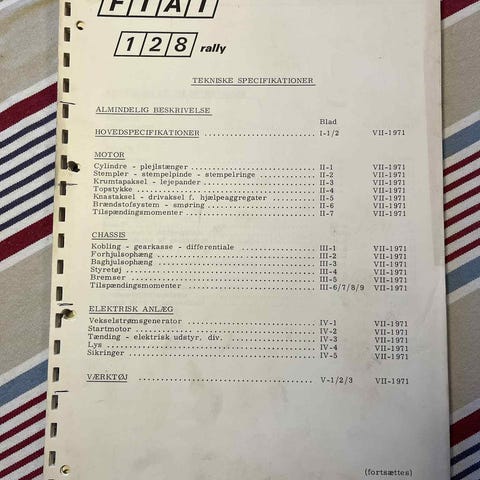 FIAT
128 rally
TEKNISKE SPECIFIKATIONER
ALMINDELIG BESKRIVELSE
Blad
HOVEDSPECIFIKATIONER I-1/2 VII-1971
MOTOR
Cylindre - plejlstænger II-1 VII-1971
Stempler - stempelpinde - stempelringe II-2 VII-1971
Krumtapaksel - lejepander II-3 VII-1971
Topstykke II-4 VII-1971
Knastaksel - drivaksel f. hjælpeaggregater II-5 VII-1971
Brændstofsystem - smøring II-6 VII-1971
Tilspændingsmomenter II-7 VII-1971
CHASSIS
Kobling - gearkasse - differentiale III-1 VII-1971
Forhjulsophæng III-2 VII-1971
Baghjulsophæng III-3 VII-1971
Styretøj III-4 VII-1971
Bremser III-5 VII-1971
Tilspændingsmomenter III-6/7/8/9 VII-1971
ELEKTRISK ANLÆG
Vekselstrømsgenerator IV-1 VII-1971
Startmotor IV-2 VII-1971
Tænding - elektrisk udstyr, div. IV-3 VII-1971
Lys IV-4 VII-1971
Sikringer IV-5 VII-1971
VÆRKTØJ V-1/2/3 VII-1971
(fortsættes)